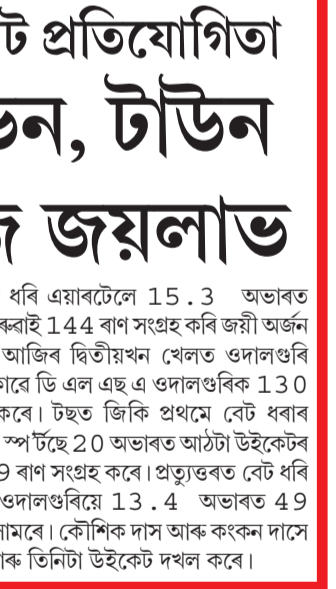 ট প্ৰতিযোগিতা
টাউন
জয়লাভ
ধৰি এয়াৰটেলে 15.3 অভাৰত
144 ৰাণ সংগ্ৰহ কৰি জয়ী অৰ্জন
আজিৰ দ্বিতীয়খন খেলত ওদালগুৰি
ডি এল এছ এ ওদালগুৰিক 130
কৰে। টছত জিকি প্ৰথমে বেট ধৰাৰ
স্পৰ্টছে 20 অভাৰত আঠটা উইকেটৰ
9 ৰাণ সংগ্ৰহ কৰে। প্ৰত্যুত্তৰত বেট ধৰি
ওদালগুৰিয়ে 13.4 অভাৰত 49
সামৰে। কৌশিক দাস আৰু কংকন দাসে
তিনিটা উইকেট দখল কৰে।